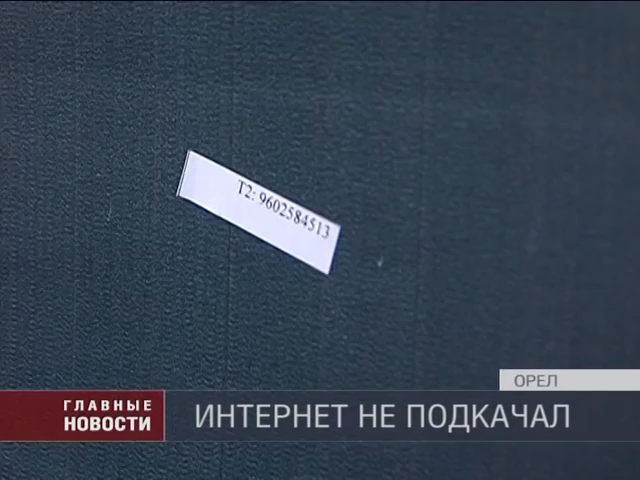 Т2: 9602584513
ОРЕЛ
ГЛАВНЫЕ
НОВОСТИ
ИНТЕРНЕТ НЕ ПОДКАЧАЛ